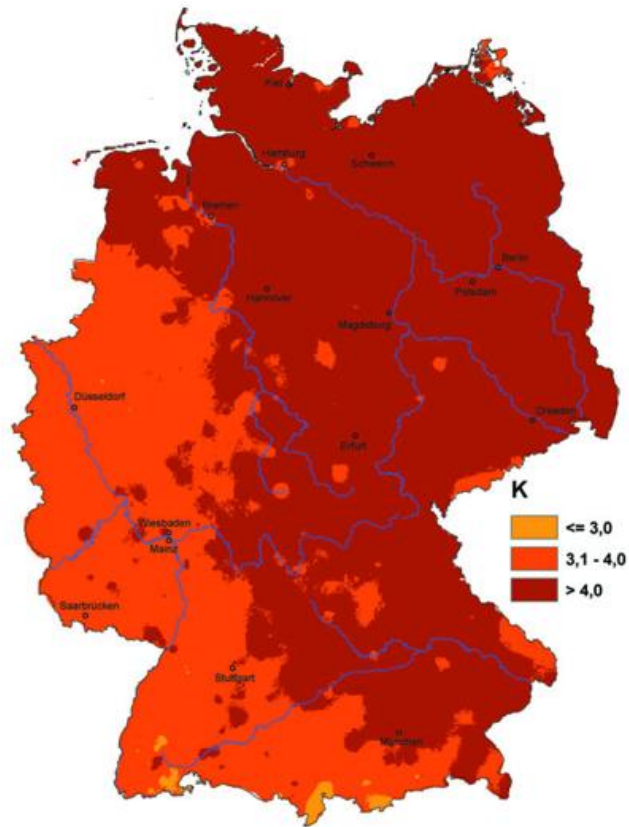 Kiel
Hamburg
Schwerin
Bremen
Berlin
Hannover
Potsdam
Magdeburg
Düsseldorf
Dresden
Erfurt
K
<= 3,0
Wiesbaden
3,1 - 4,0
Mainz
> 4,0
Saarbrücken
Stuttgart
München